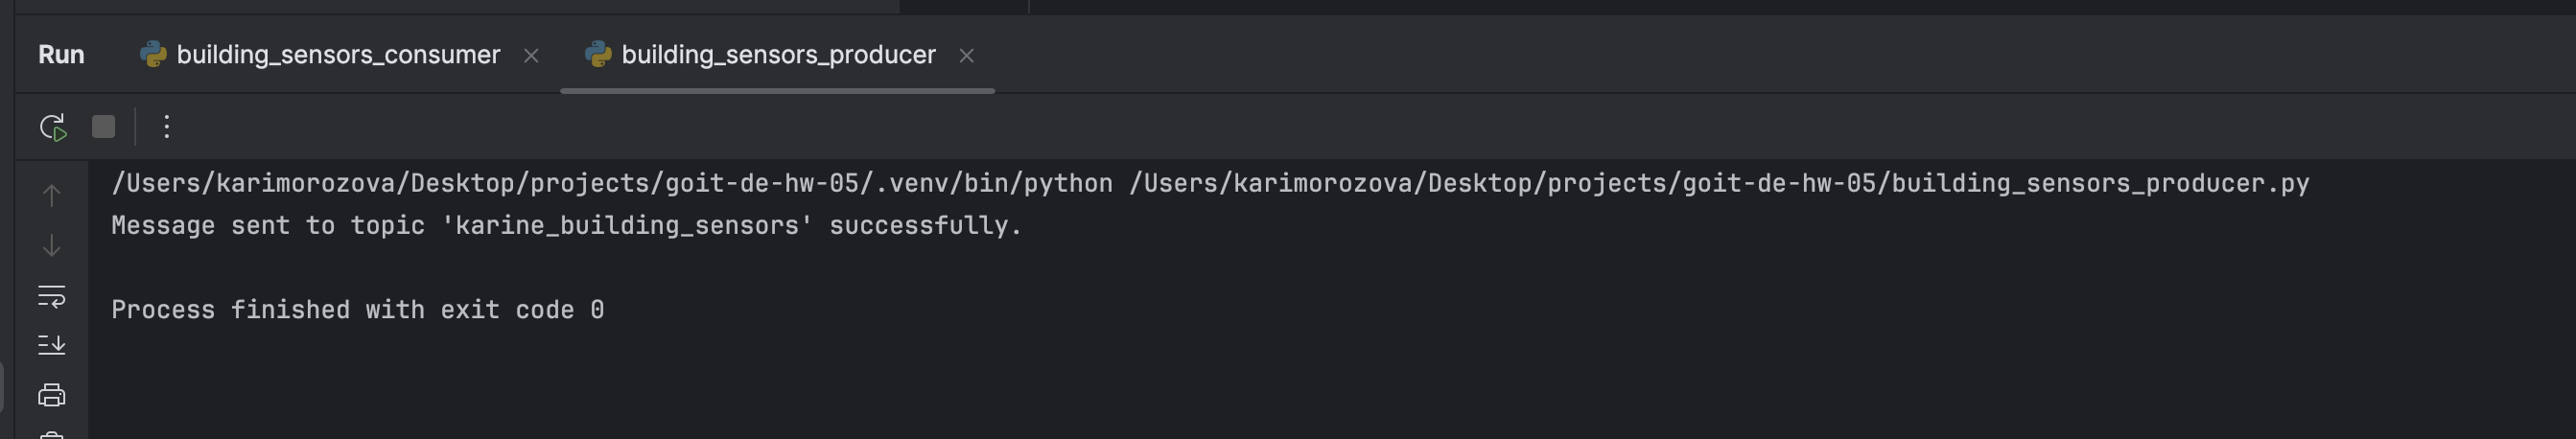 Run building_sensors_consumer building_sensors_producer
/Users/karimorozova/Desktop/projects/goit-de-hw-05/.venv/bin/python /Users/karimorozova/Desktop/projects/goit-de-hw-05/building_sensors_producer.py
Message sent to topic 'karine_building_sensors' successfully.
Process finished with exit code 0